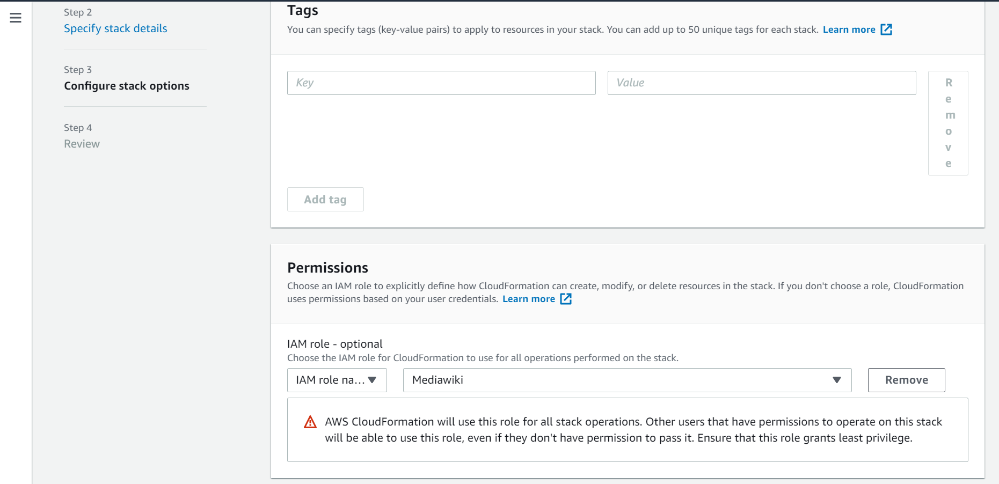 Step 2
Specify stack details
Step 3
Configure stack options
Step 4
Review
Tags
You can specify tags (key-value pairs) to apply to resources in your stack. You can add up to 50 unique tags for each stack. Learn more
Key
Value
Remove
Add tag
Permissions
Choose an IAM role to explicitly define how CloudFormation can create, modify, or delete resources in the stack. If you don't choose a role, CloudFormation
uses permissions based on your user credentials. Learn more
IAM role - optional
Choose the IAM role for CloudFormation to use for all operations performed on the stack.
IAM role na...
Mediawiki
Remove
AWS CloudFormation will use this role for all stack operations. Other users that have permissions to operate on this stack
will be able to use this role, even if they don't have permission to pass it. Ensure that this role grants least privilege.